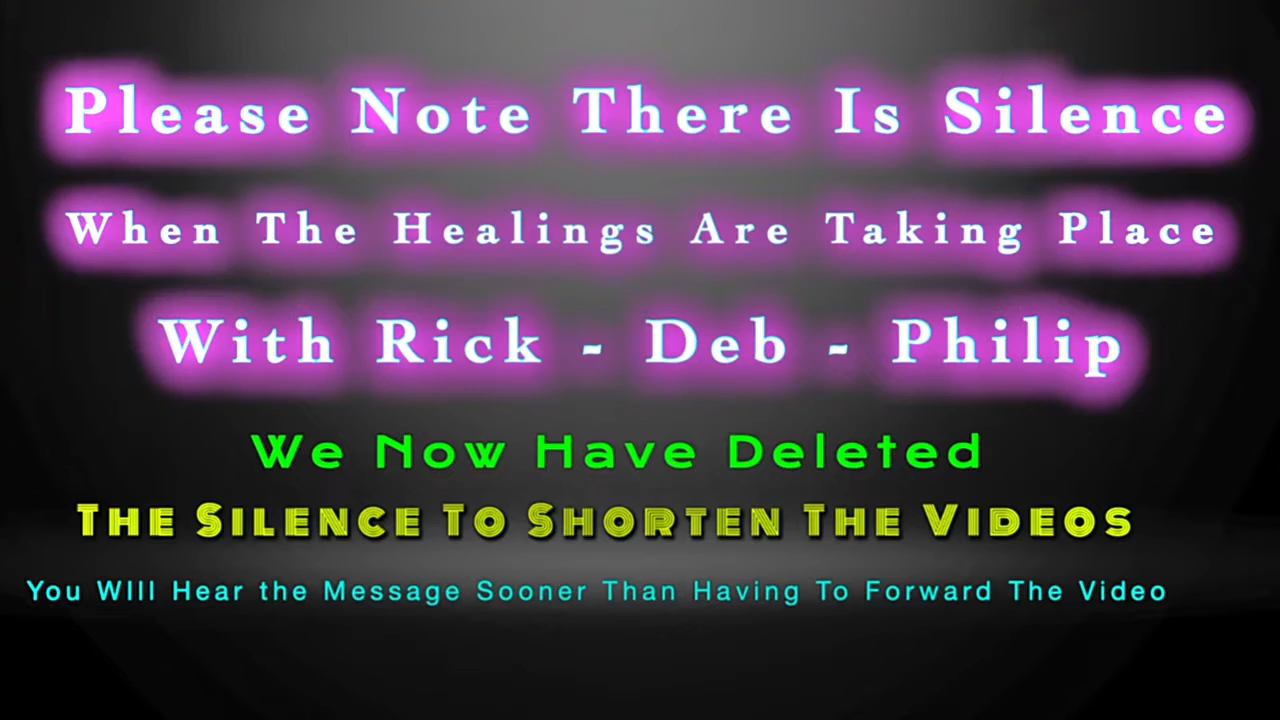 Please Note There Is Silence
When The Healings Are Taking Place
With Rick - Deb - Philip
We Now Have Deleted
The Silence To Shorten The Videos
You WIll Hear the Message Sooner Than Having To Forward The Video